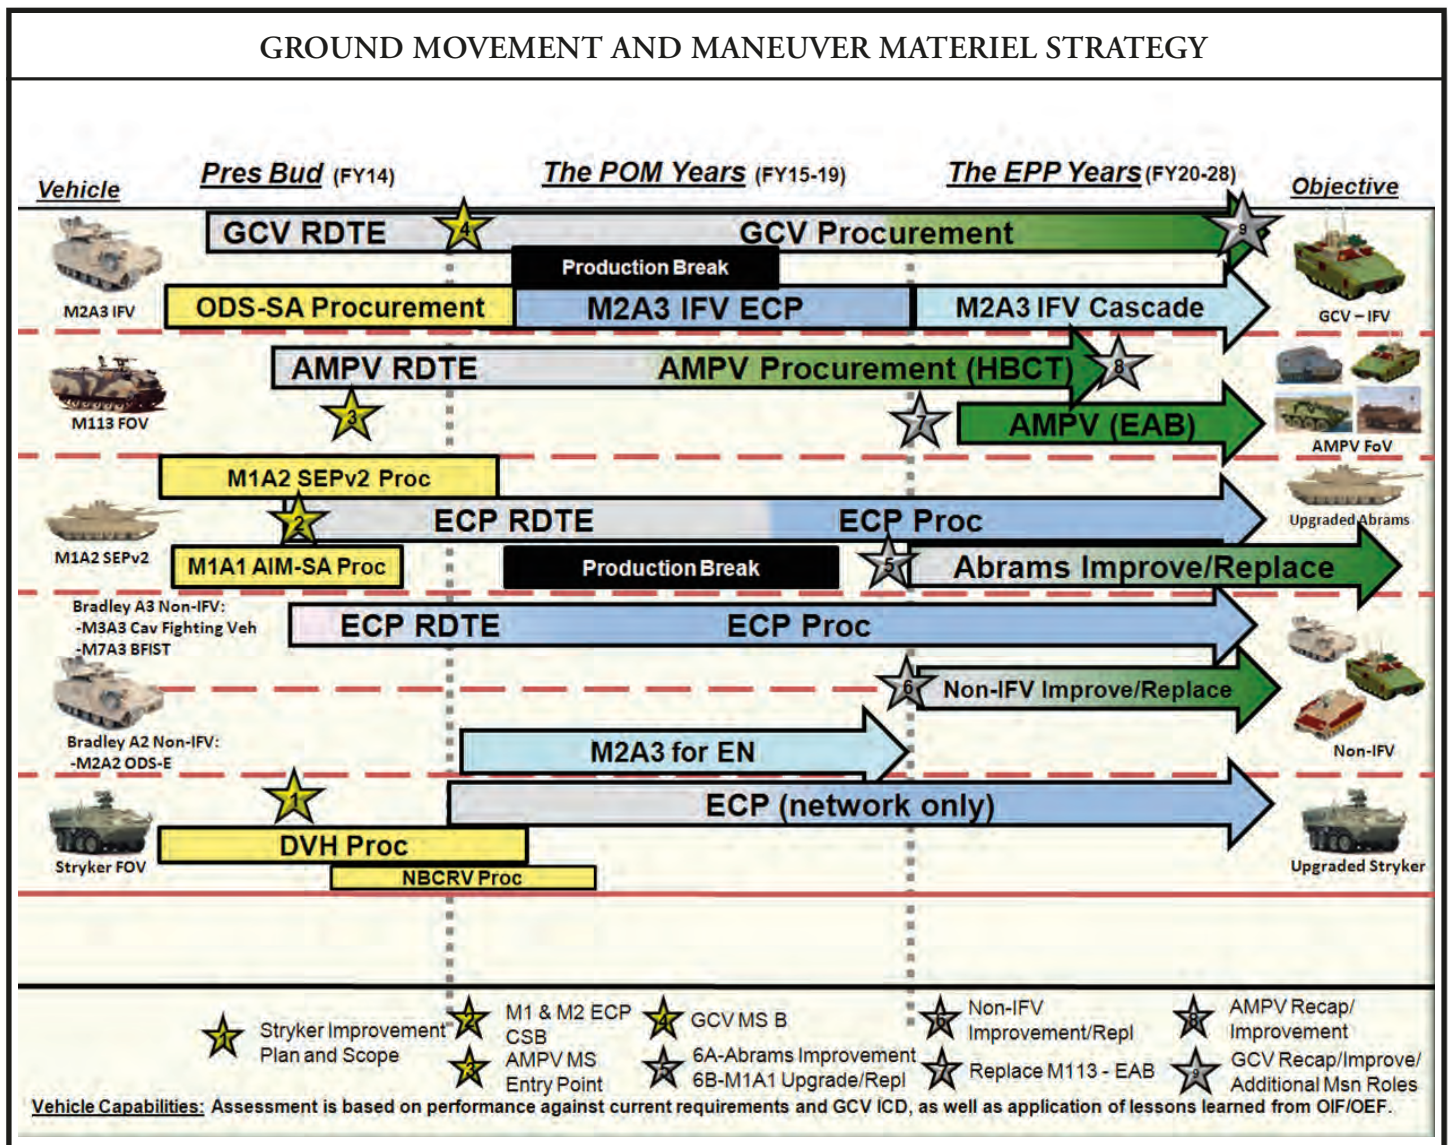 GROUND MOVEMENT AND MANEUVER MATERIEL STRATEGY
Vehicle
Pres Bud (FY14)
The POM Years (FY15-19)
The EPP Years (FY20-28)
Objective
GCV RDTE
4
GCV Procurement
9
Production Break
M2A3 IFV
ODS-SA Procurement
M2A3 IFV ECP
M2A3 IFV Cascade
GCV – IFV
AMPV RDTE
AMPV Procurement (HBCT)
8
M113 FOV
3
7
AMPV (EAB)
AMPV FoV
M1A2 SEPv2 Proc
2
ECP RDTE
ECP Proc
Upgraded Abrams
M1A2 SEPv2
M1A1 AIM-SA Proc
Production Break
5
Abrams Improve/Replace
Bradley A3 Non-IFV:
-M3A3 Cav Fighting Veh
-M7A3 BFIST
ECP RDTE
ECP Proc
6
Non-IFV Improve/Replace
Bradley A2 Non-IFV:
-M2A2 ODS-E
M2A3 for EN
Non-IFV
1
ECP (network only)
Stryker FOV
DVH Proc
NBCRV Proc
Upgraded Stryker
1
Stryker Improvement
Plan and Scope
2
M1 & M2 ECP
CSB
3
AMPV MS
Entry Point
4
GCV MS B
5
6A-Abrams Improvement
6B-M1A1 Upgrade/Repl
6
Non-IFV
Improvement/Repl
7
Replace M113 - EAB
8
AMPV Recap/
Improvement
9
GCV Recap/Improve/
Additional Msn Roles
Vehicle Capabilities: Assessment is based on performance against current requirements and GCV ICD, as well as application of lessons learned from OIF/OEF.